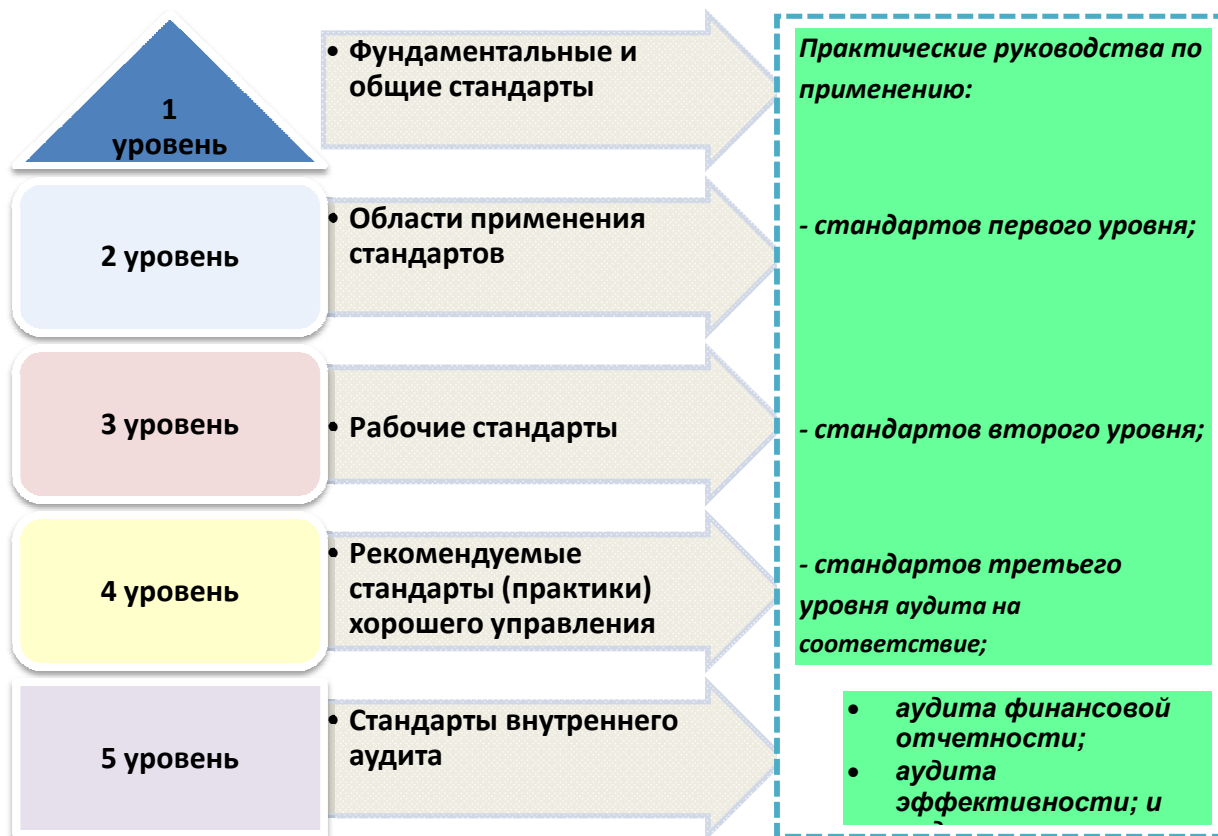 1
уровень
• Фундаментальные и
общие стандарты
2 уровень
• Области применения
стандартов
3 уровень
• Рабочие стандарты
4 уровень
• Рекомендуемые
стандарты (практики)
хорошего управления
5 уровень
• Стандарты внутреннего
аудита
Практические руководства по
применению:
- стандартов первого уровня;
- стандартов второго уровня;
- стандартов третьего
уровня аудита на
соответствие;
• аудита финансовой
отчетности;
• аудита
эффективности; и